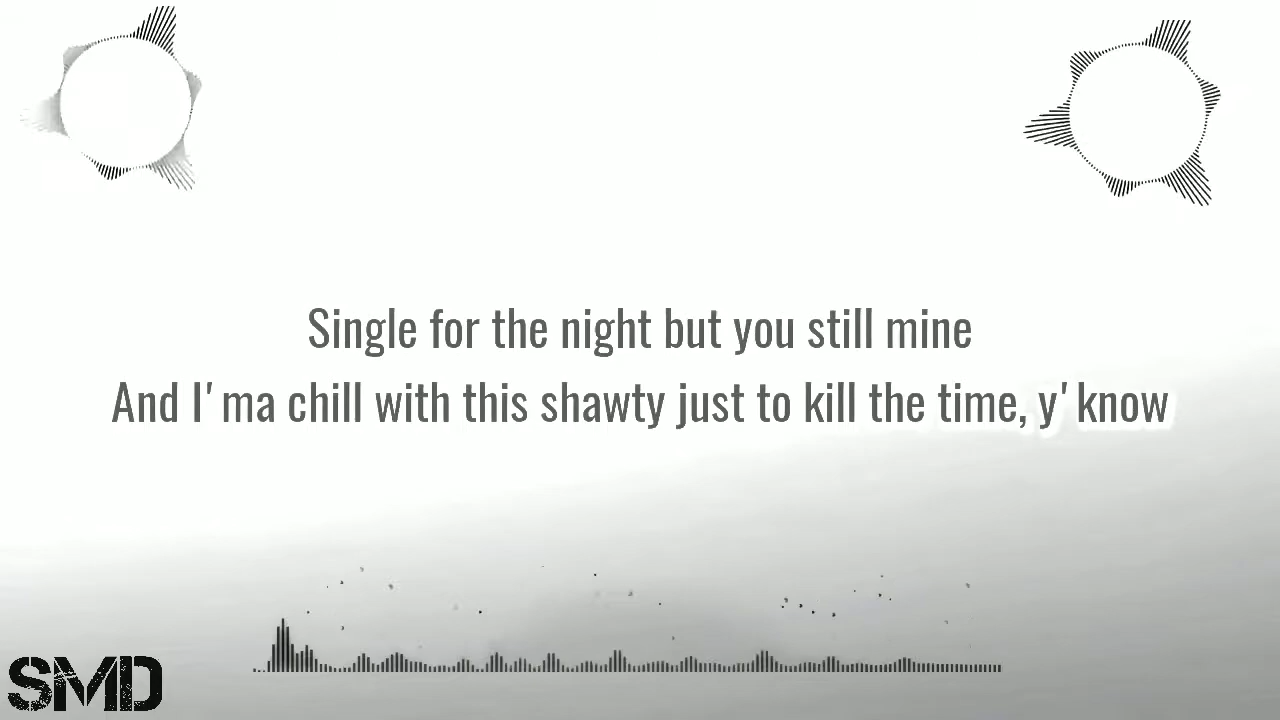 Single for the night but you still mine
And I'ma chill with this shawty just to kill the time, y'know
SMD